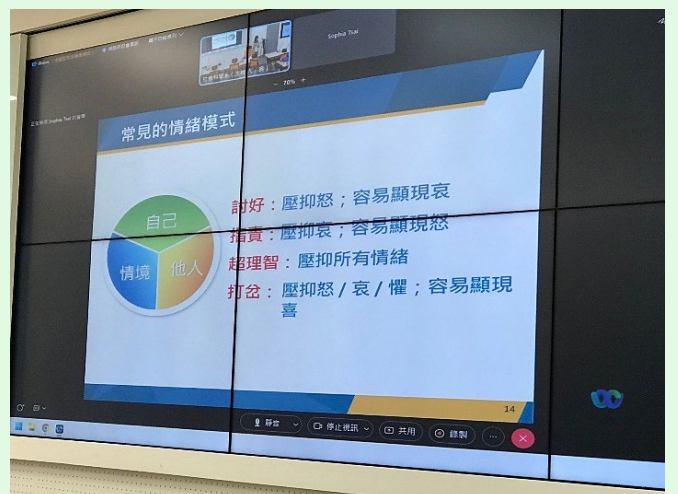 Webex
Sophie Tsai
70%
常見的情緒模式
自己
情境
他人
討好：壓抑怒；容易顯現哀
指責：壓抑哀；容易顯現怒
超理智：壓抑所有情緒
打岔：壓抑怒/哀/懼；容易顯現
喜
14
靜音
停止視訊
共用
錄製